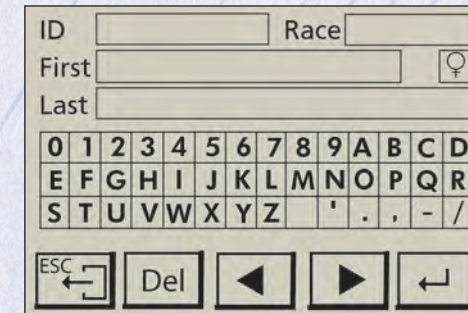 ID Race
First ♀
Last
0 1 2 3 4 5 6 7 8 9 A B C D
E F G H I J K L M N O P Q R
S T U V W X Y Z ' . , - /
ESC Del